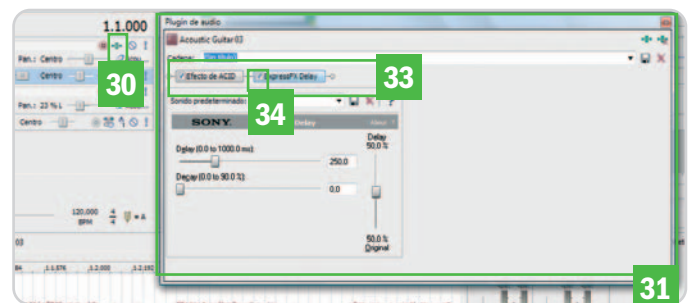 1.1.000
Plugin de audio
Acoustic Guitar 03
Pan.: Centro
Cadena:
30
Centro
Efecto de ACID
ExpressFX Delay
33
34
Pan.: 23 % L
Sonido predeterminado:
Centro
SONY.
Delay
About ?
Delay
50.0 %
Delay (0.0 to 1000.0 ms):
250.0
Decay (0.0 to 90.0 %):
0.0
120,000
BPM
4
4
= A
50.0 %
Original
03
31